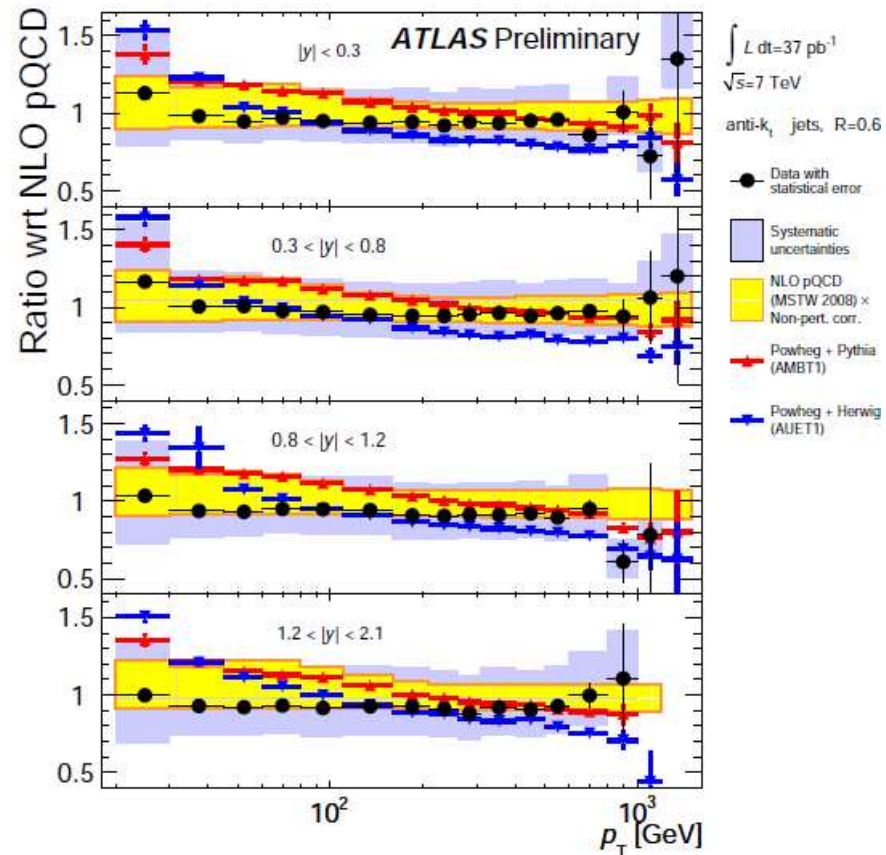 Ratio wrt NLO pQCD
1.5
1
0.5
|y| < 0.3
ATLAS Preliminary
1.5
1
0.5
0.3 < |y| < 0.8
1.5
1
0.5
0.8 < |y| < 1.2
1.5
1
0.5
1.2 < |y| < 2.1
10²
10³
p_T [GeV]
∫ L dt=37 pb⁻¹
√s=7 TeV
anti-k_t jets, R=0.6
Data with
statistical error
Systematic
uncertainties
NLO pQCD
(MSTW 2008) ×
Non-pert. corr.
Powheg + Pythia
(AMBT1)
Powheg + Herwig
(AUET1)